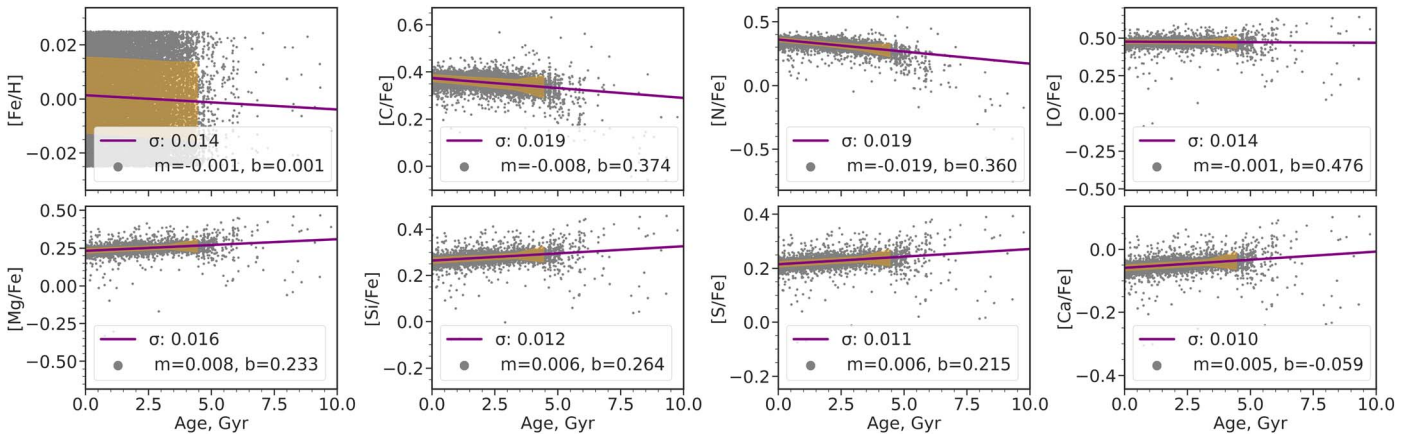 [Fe/H]
0.02
0.00
−0.02
σ: 0.014
m=-0.001, b=0.001
[C/Fe]
0.6
0.4
0.2
0.0
σ: 0.019
m=-0.008, b=0.374
[N/Fe]
0.5
0.0
−0.5
σ: 0.019
m=-0.019, b=0.360
[O/Fe]
0.50
0.25
0.00
−0.25
−0.50
σ: 0.014
m=-0.001, b=0.476
[Mg/Fe]
0.50
0.25
0.00
−0.25
−0.50
σ: 0.016
m=0.008, b=0.233
0.0 2.5 5.0 7.5 10.0
Age, Gyr
[Si/Fe]
0.4
0.2
0.0
−0.2
σ: 0.012
m=0.006, b=0.264
0.0 2.5 5.0 7.5 10.0
Age, Gyr
[S/Fe]
0.4
0.2
0.0
−0.2
σ: 0.011
m=0.006, b=0.215
0.0 2.5 5.0 7.5 10.0
Age, Gyr
[Ca/Fe]
0.0
−0.2
−0.4
σ: 0.010
m=0.005, b=-0.059
0.0 2.5 5.0 7.5 10.0
Age, Gyr